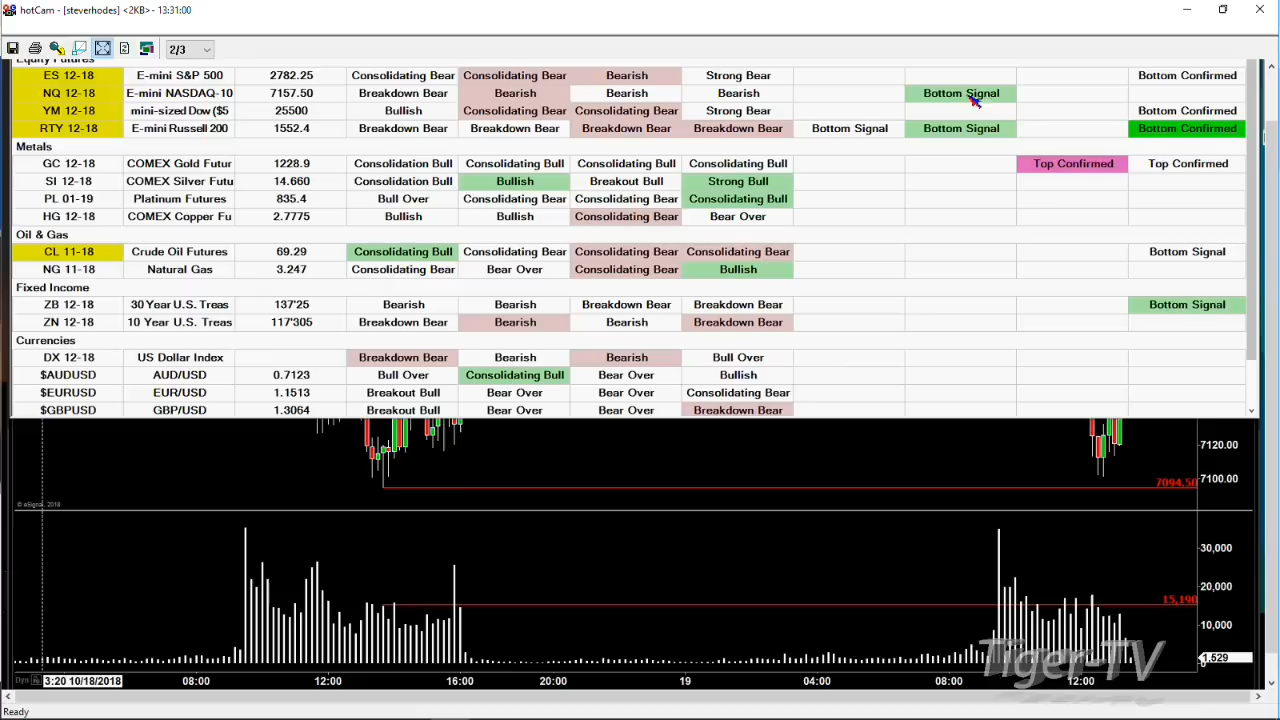 hotCam - [steverhodes] <2KB> - 13:31:00
2/3
Equity Futures
ES 12-18 E-mini S&P 500 2782.25 Consolidating Bear Consolidating Bear Bearish Strong Bear Bottom Confirmed
NQ 12-18 E-mini NASDAQ-10 7157.50 Breakdown Bear Bearish Bearish Bearish Bottom Signal
YM 12-18 mini-sized Dow ($5 25500 Bullish Consolidating Bear Consolidating Bear Strong Bear Bottom Confirmed
RTY 12-18 E-mini Russell 200 1552.4 Breakdown Bear Breakdown Bear Breakdown Bear Breakdown Bear Bottom Signal Bottom Signal Bottom Confirmed
Metals
GC 12-18 COMEX Gold Futur 1228.9 Consolidation Bull Consolidating Bull Consolidating Bull Consolidating Bull Top Confirmed Top Confirmed
SI 12-18 COMEX Silver Futu 14.660 Consolidation Bull Bullish Breakout Bull Strong Bull
PL 01-19 Platinum Futures 835.4 Bull Over Consolidating Bear Consolidating Bear Consolidating Bull
HG 12-18 COMEX Copper Fu 2.7775 Bullish Bullish Consolidating Bear Bear Over
Oil & Gas
CL 11-18 Crude Oil Futures 69.29 Consolidating Bull Consolidating Bear Consolidating Bear Consolidating Bear Bottom Signal
NG 11-18 Natural Gas 3.247 Consolidating Bear Bear Over Consolidating Bear Bullish
Fixed Income
ZB 12-18 30 Year U.S. Treas 137'25 Bearish Bearish Breakdown Bear Breakdown Bear Bottom Signal
ZN 12-18 10 Year U.S. Treas 117'305 Breakdown Bear Bearish Bearish Breakdown Bear
Currencies
DX 12-18 US Dollar Index Breakdown Bear Bearish Bearish Bull Over
$AUDUSD AUD/USD 0.7123 Bull Over Consolidating Bull Bear Over Bullish
$EURUSD EUR/USD 1.1513 Breakout Bull Bear Over Bear Over Consolidating Bear
$GBPUSD GBP/USD 1.3064 Breakout Bull Bear Over Bear Over Breakdown Bear
7120.00
7100.00
7094.50
© eSignal, 2018
30,000
20,000
15,190
10,000
1,529
0
Tiger-TV
Dyn 3:20 10/18/2018 08:00 12:00 16:00 20:00 19 04:00 08:00 12:00
Ready